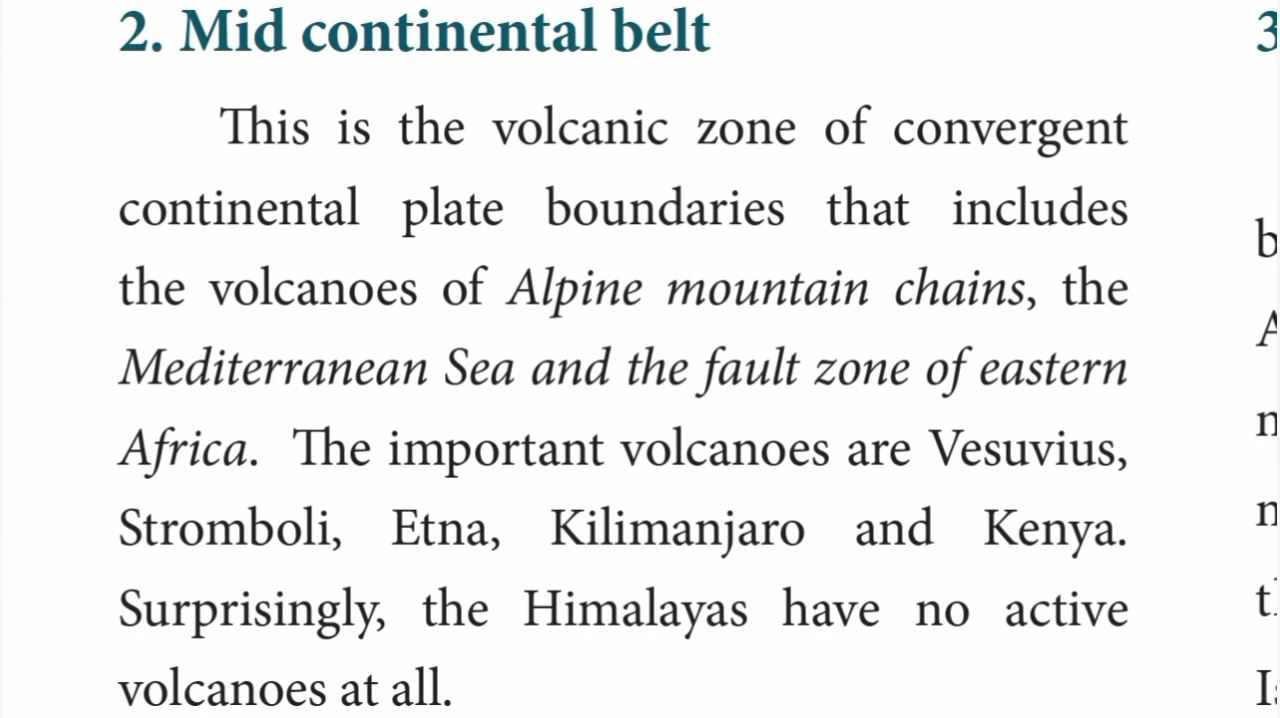 2. Mid continental belt
This is the volcanic zone of convergent
continental plate boundaries that includes
the volcanoes of Alpine mountain chains, the
Mediterranean Sea and the fault zone of eastern
Africa. The important volcanoes are Vesuvius,
Stromboli, Etna, Kilimanjaro and Kenya.
Surprisingly, the Himalayas have no active
volcanoes at all.